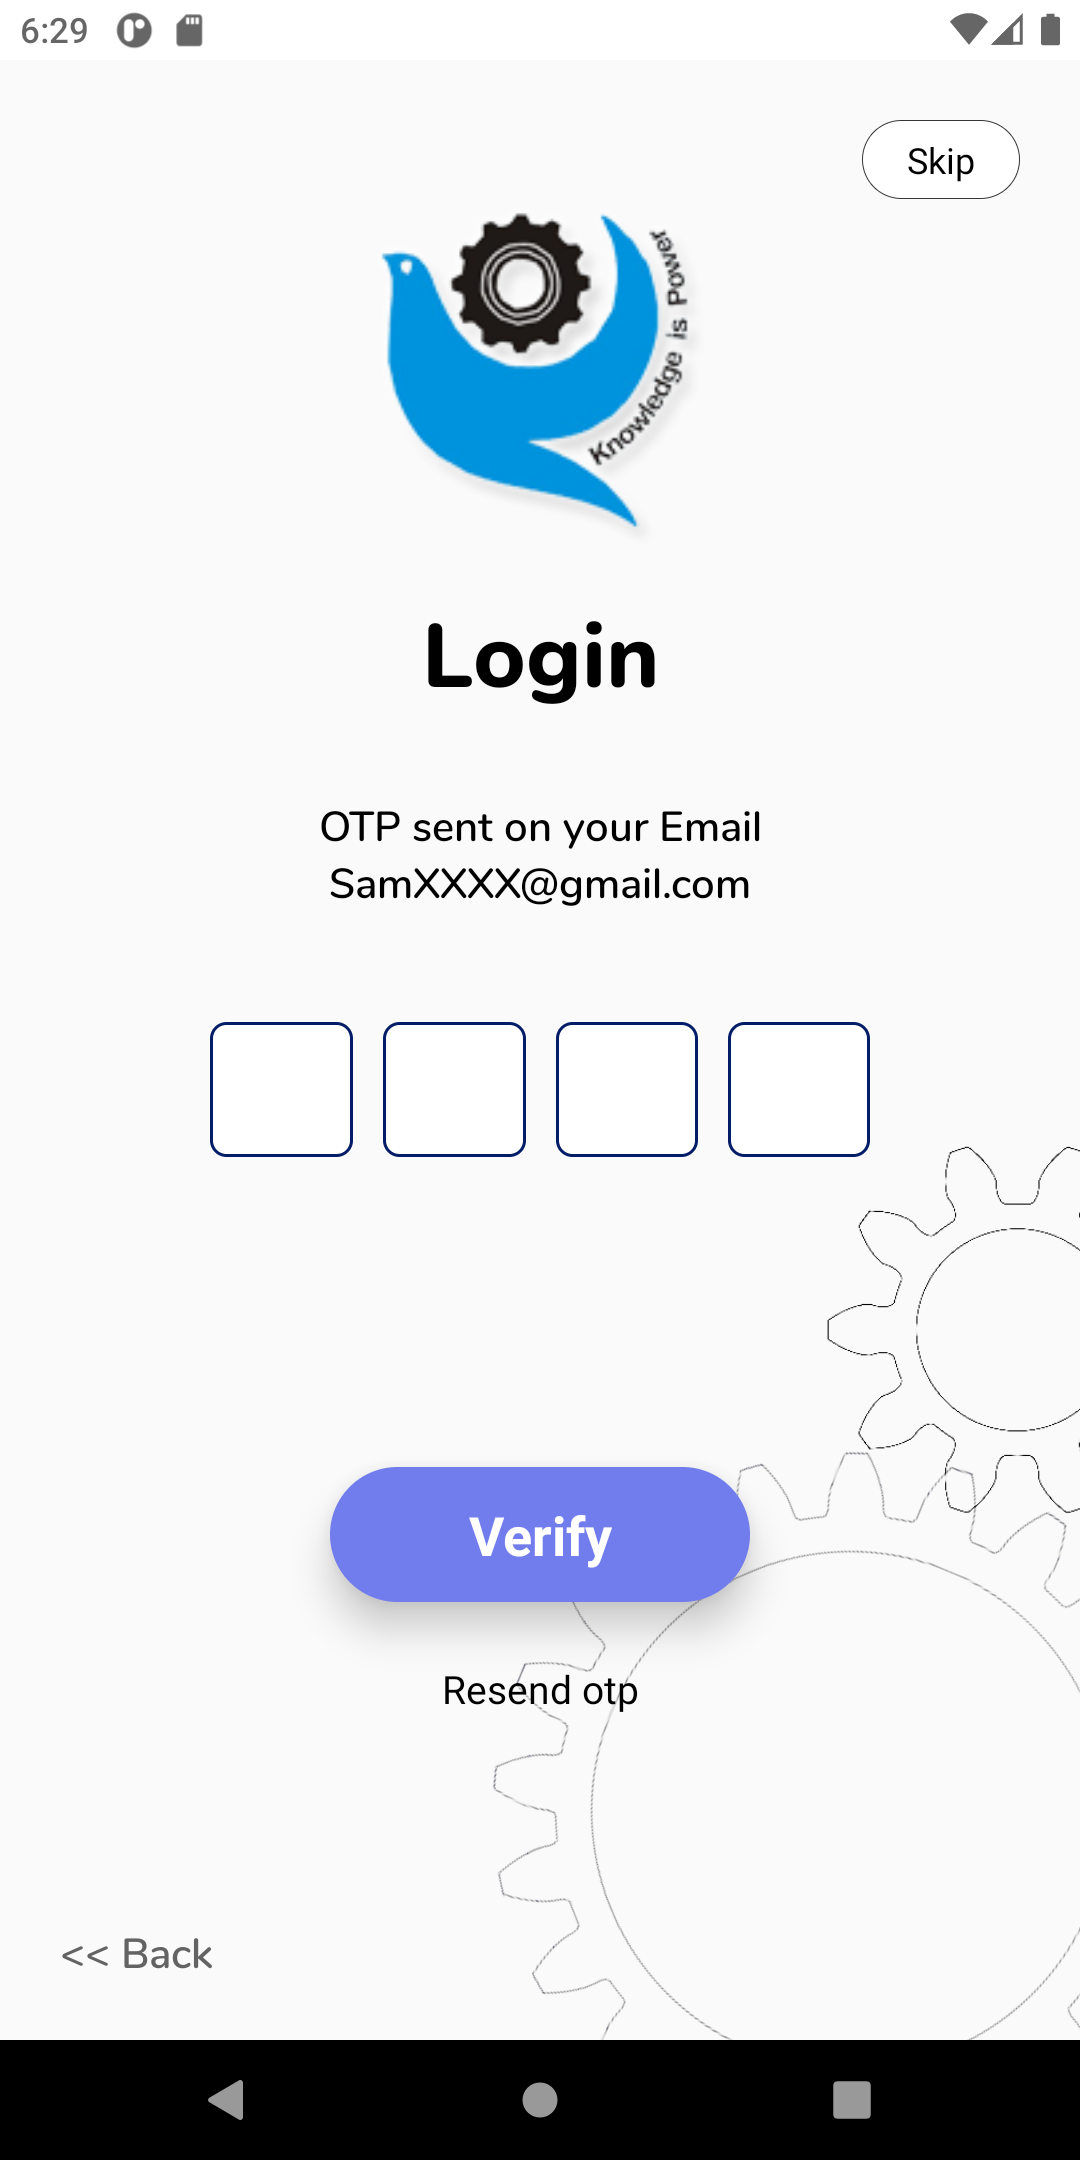 6:29
Skip
Knowledge is Power
Login
OTP sent on your Email
SamXXXX@gmail.com
Verify
Resend otp
<< Back